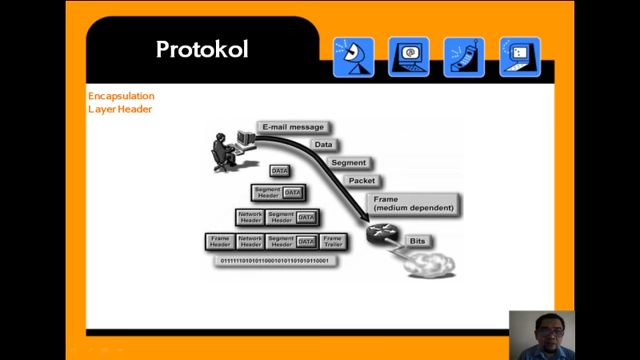 Protokol
Encapsulation
Layer Header
E-mail message
Data
Segment
Packet
Frame
(medium dependent)
Bits
DATA
Segment Header DATA
Network Header Segment Header DATA
Frame Header Network Header Segment Header DATA Frame Trailer